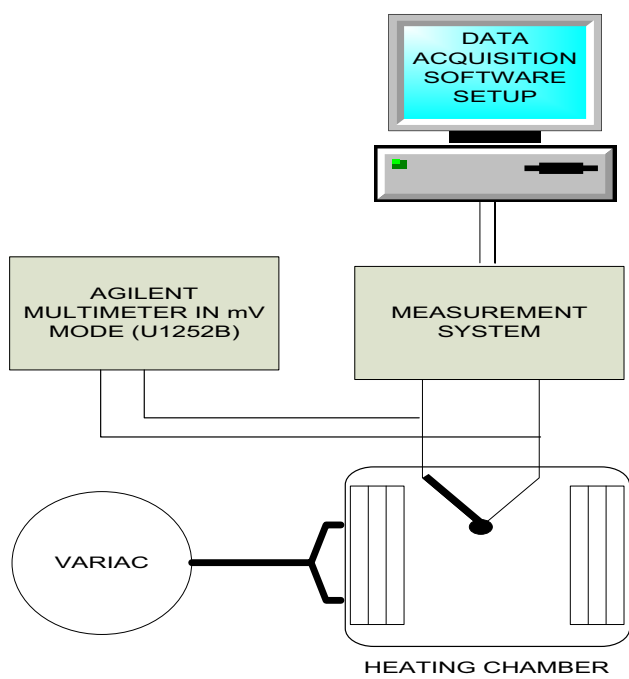 DATA
ACQUISITION
SOFTWARE
SETUP
AGILENT
MULTIMETER IN mV
MODE (U1252B)
MEASUREMENT
SYSTEM
VARIAC
HEATING CHAMBER